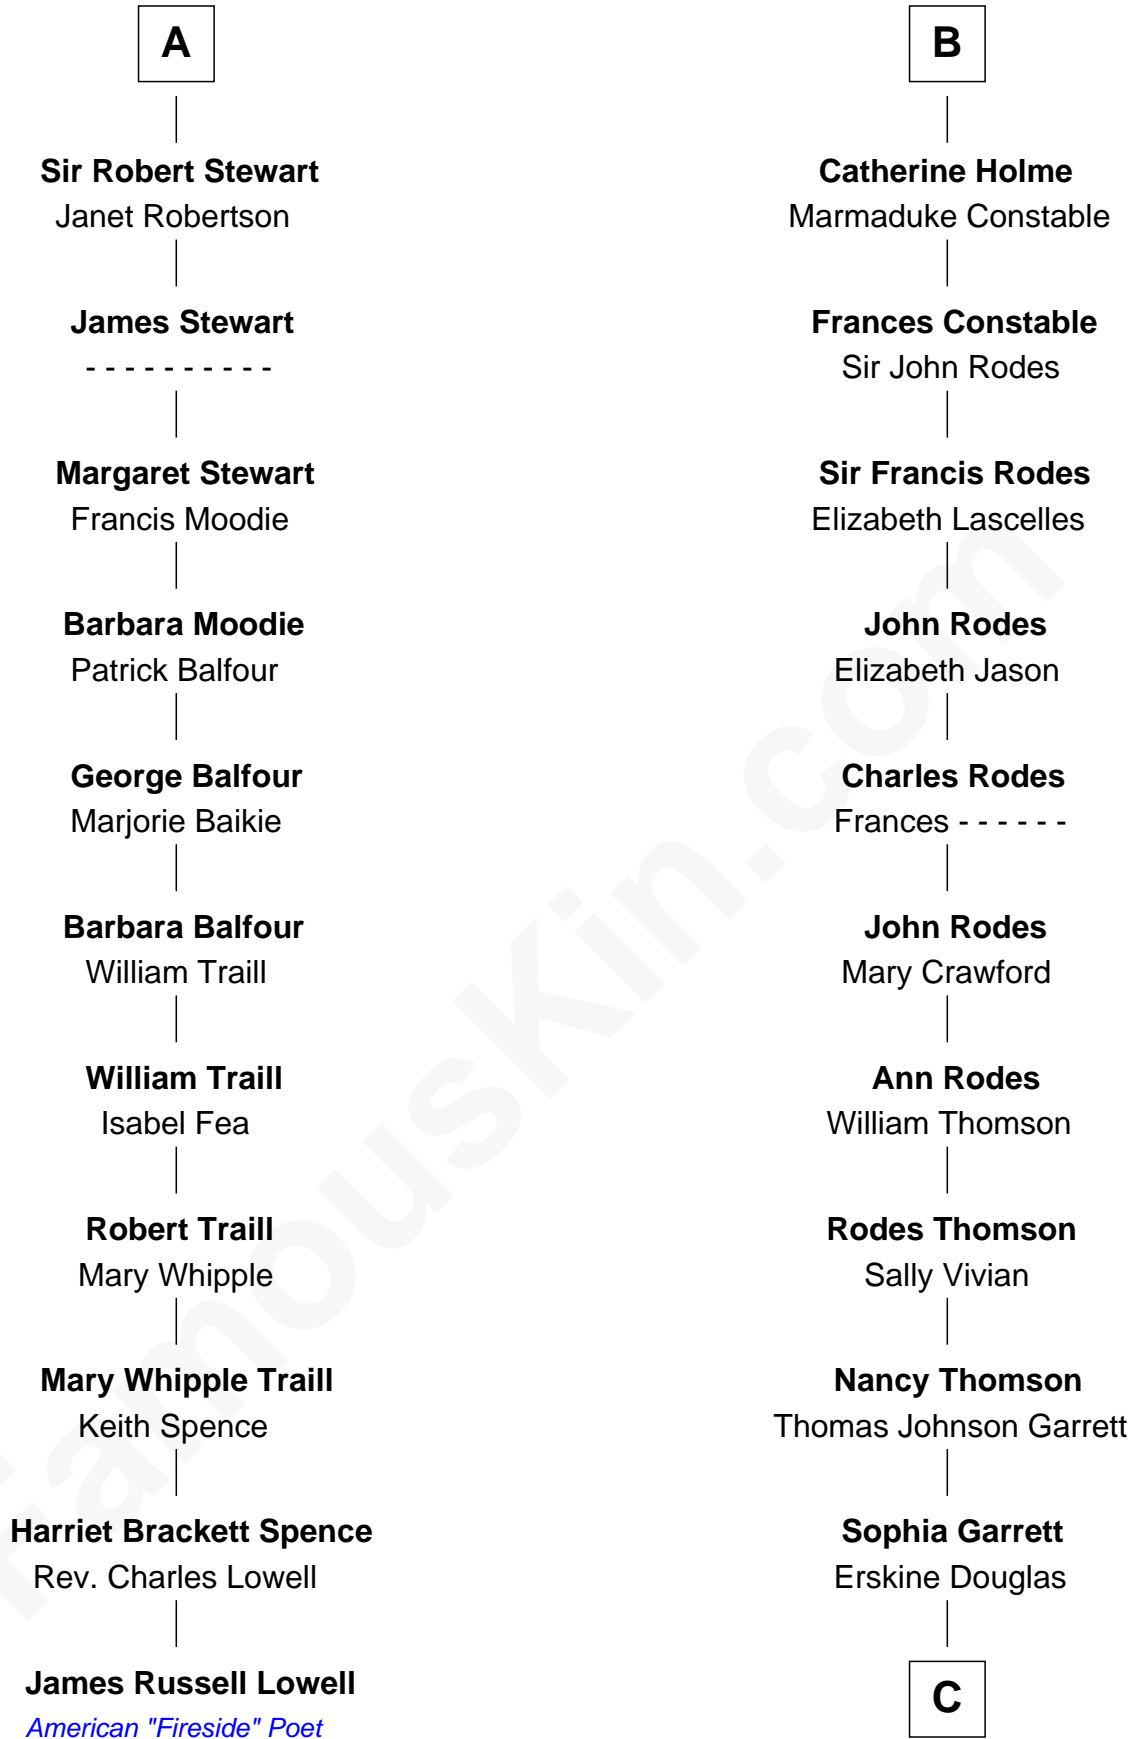 A
Sir Robert Stewart
Janet Robertson
James Stewart
- - - - - - - - - -
Margaret Stewart
Francis Moodie
Barbara Moodie
Patrick Balfour
George Balfour
Marjorie Baikie
Barbara Balfour
William Traill
William Traill
Isabel Fea
Robert Traill
Mary Whipple
Mary Whipple Traill
Keith Spence
Harriet Brackett Spence
Rev. Charles Lowell
James Russell Lowell
American "Fireside" Poet
B
Catherine Holme
Marmaduke Constable
Frances Constable
Sir John Rodes
Sir Francis Rodes
Elizabeth Lascelles
John Rodes
Elizabeth Jason
Charles Rodes
Frances - - - - - -
John Rodes
Mary Crawford
Ann Rodes
William Thomson
Rodes Thomson
Sally Vivian
Nancy Thomson
Thomas Johnson Garrett
Sophia Garrett
Erskine Douglas
C
FamousKin.com